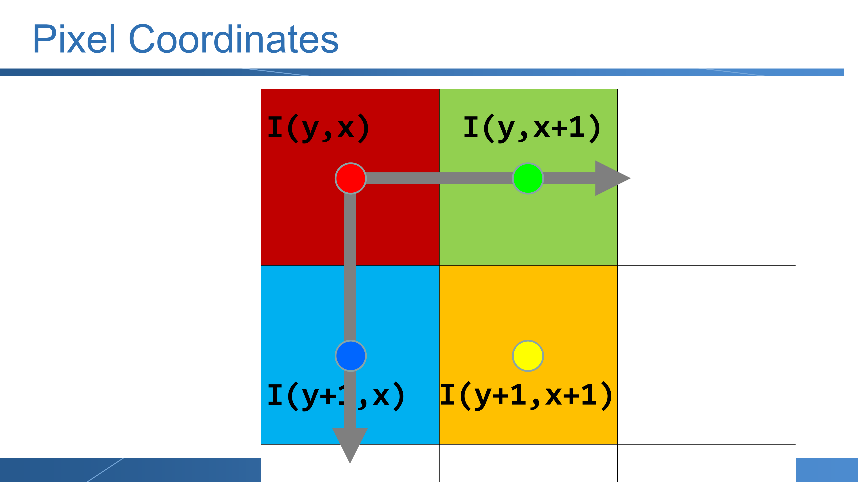 Pixel Coordinates
I(y,x)
I(y,x+1)
I(y+1,x)
I(y+1,x+1)